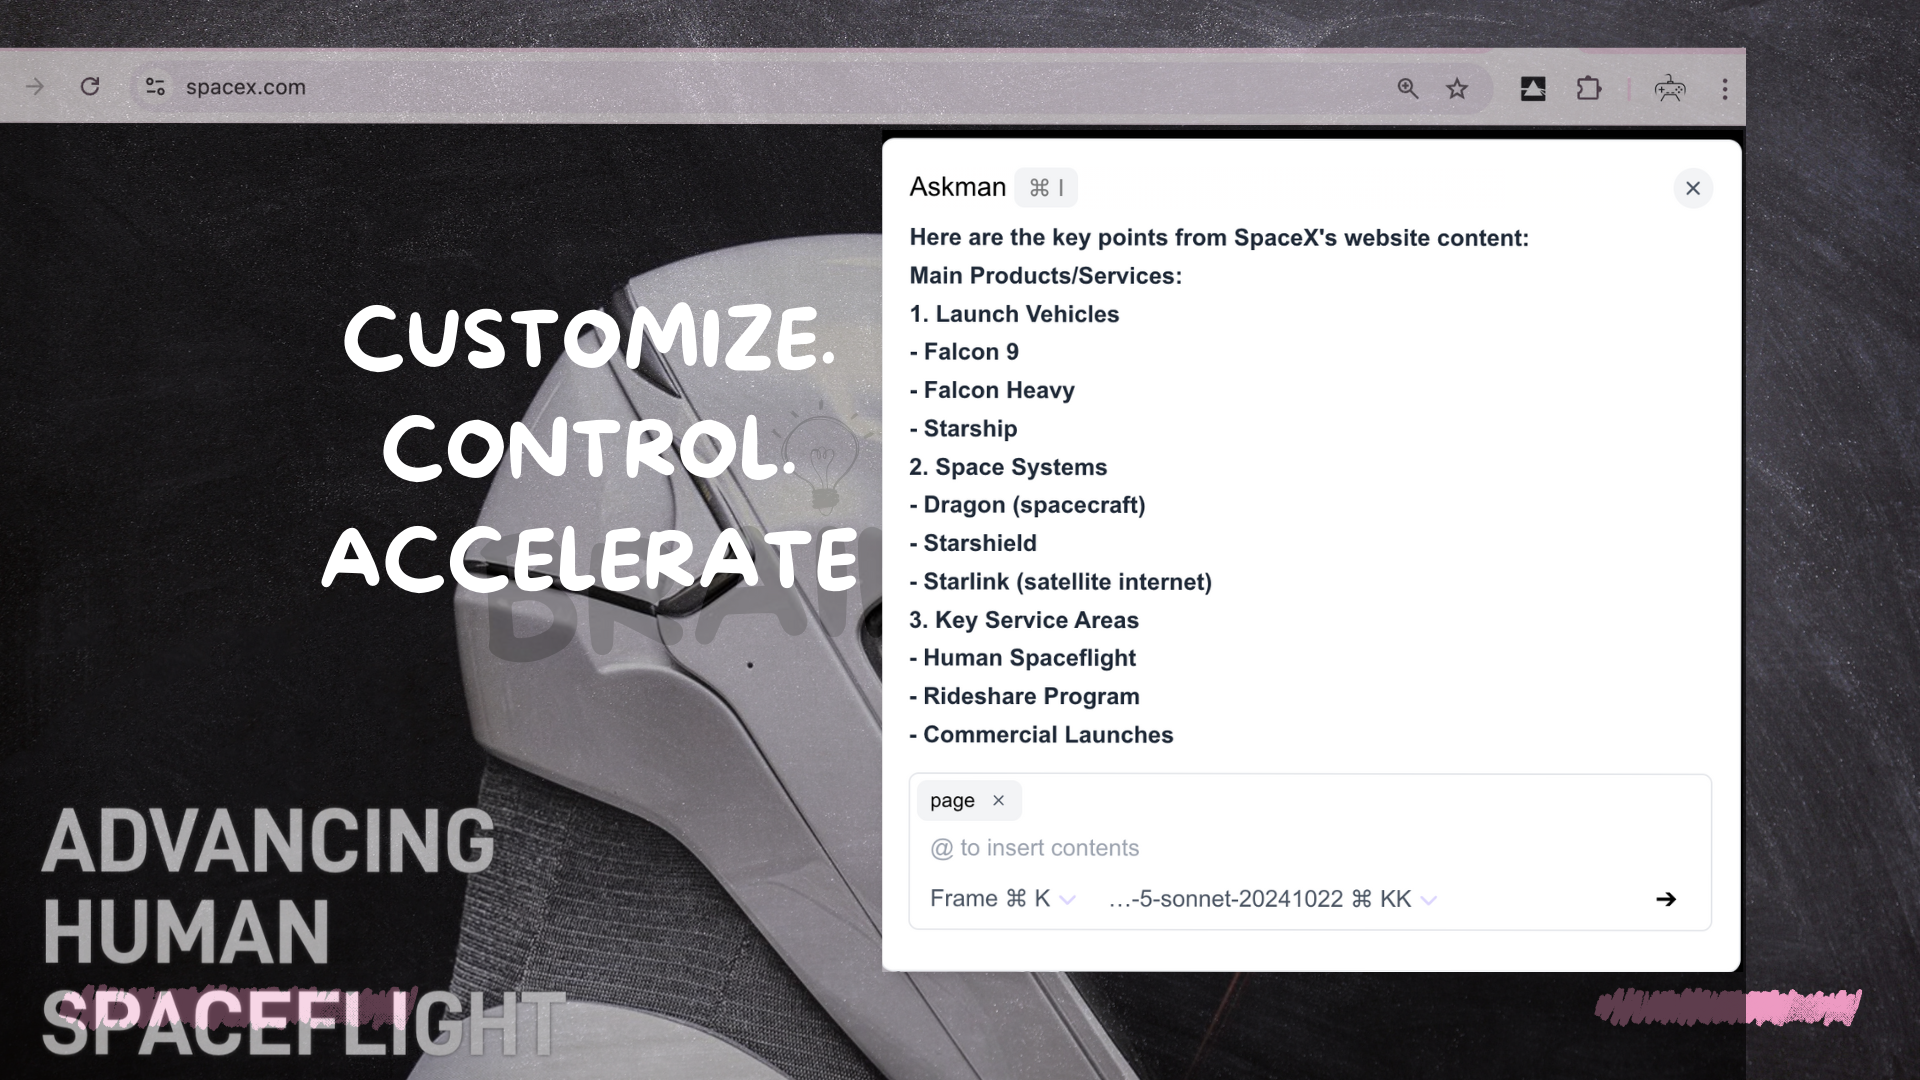 spacex.com
CUSTOMIZE.
CONTROL.
ACCELERATE
ADVANCING
HUMAN
SPACEFLIGHT
Askman ⌘ I
Here are the key points from SpaceX's website content:
Main Products/Services:
1. Launch Vehicles
- Falcon 9
- Falcon Heavy
- Starship
2. Space Systems
- Dragon (spacecraft)
- Starshield
- Starlink (satellite internet)
3. Key Service Areas
- Human Spaceflight
- Rideshare Program
- Commercial Launches
page ×
@ to insert contents
Frame ⌘ K …-5-sonnet-20241022 ⌘ KK